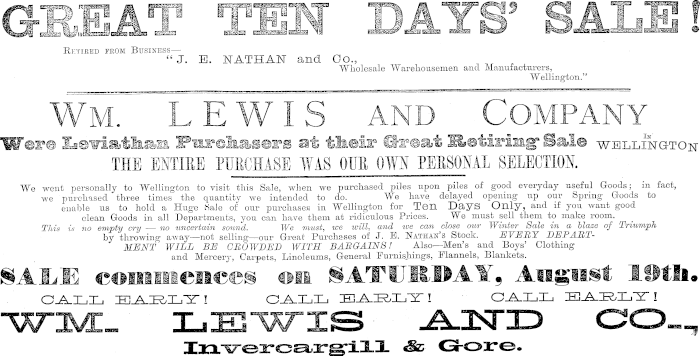 GREAT TEN DAYS' SALE!
RETIRED FROM BUSINESS—
"J. E. NATHAN and Co.,
Wholesale Warehousemen and Manufacturers,
Wellington."
WM. LEWIS AND COMPANY
Were Leviathan Purchasers at their Great Retiring Sale IN WELLINGTON
THE ENTIRE PURCHASE WAS OUR OWN PERSONAL SELECTION.
We went personally to Wellington to visit this Sale, when we purchased piles upon piles of good everyday useful Goods; in fact,
we purchased three times the quantity we intended to do. We have delayed opening up our Spring Goods to
enable us to hold a Huge Sale of our purchases in Wellington for Ten Days Only, and if you want good
clean Goods in all Departments, you can have them at ridiculous Prices. We must sell them to make room.
This is no empty cry—no uncertain sound. We must, we will, and we can close our Winter Sale in a blaze of Triumph
by throwing away—not selling—our Great Purchases of J. E. NATHAN'S Stock. EVERY DEPART-
MENT WILL BE CROWDED WITH BARGAINS! Also—Men's and Boys' Clothing
and Mercery, Carpets, Linoleums, General Furnishings, Flannels, Blankets.
SALE commences on SATURDAY, August 19th.
CALL EARLY! CALL EARLY! CALL EARLY!
WM. LEWIS AND CO.,
Invercargill & Gore.